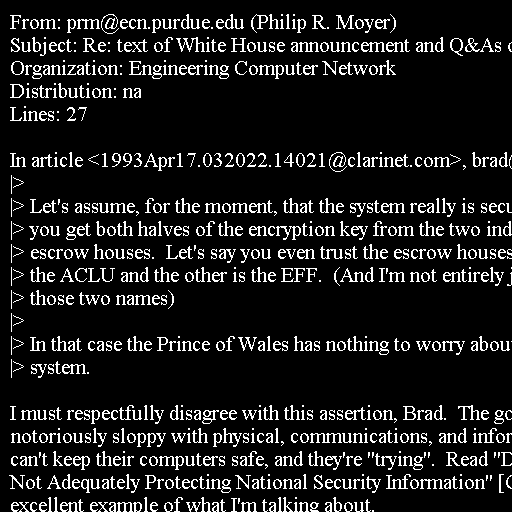 From: prm@ecn.purdue.edu (Philip R. Moyer)
Subject: Re: text of White House announcement and Q&As
Organization: Engineering Computer Network
Distribution: na
Lines: 27

In article <1993Apr17.032022.14021@clarinet.com>, brad@
|>
|> Let's assume, for the moment, that the system really is secu
|> you get both halves of the encryption key from the two ind
|> escrow houses.  Let's say you even trust the escrow houses
|> the ACLU and the other is the EFF.  (And I'm not entirely j
|> those two names)
|>
|> In that case the Prince of Wales has nothing to worry abou
|> system.

I must respectfully disagree with this assertion, Brad.  The go
notoriously sloppy with physical, communications, and infor
can't keep their computers safe, and they're "trying".  Read "D
Not Adequately Protecting National Security Information" [G
excellent example of what I'm talking about.